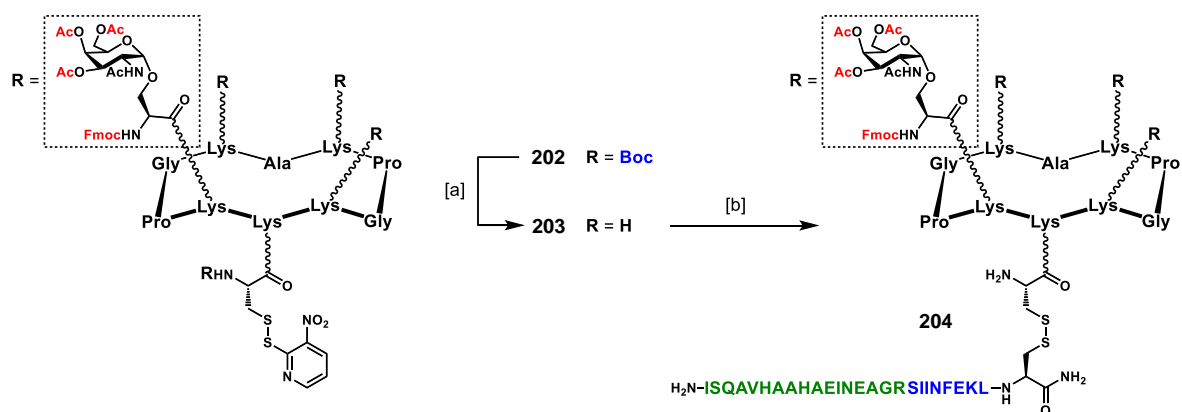 AcO OAc
O
AcO AcHN
O
R =
O
FmocHN
R R R
Lys Ala Lys
Gly Pro
Pro Lys Lys Lys Gly
RHN
O
S
S
NO₂
N
[a]
202 R = Boc
203 R = H
[b]
AcO OAc
O
AcO AcHN
O
R =
O
FmocHN
R R R
Lys Ala Lys
Gly Pro
Pro Lys Lys Lys Gly
H₂N
O
204
S
S
H₂N–ISQAVHAAHAEINEAGRSIINFEKL–N
H
NH₂
O